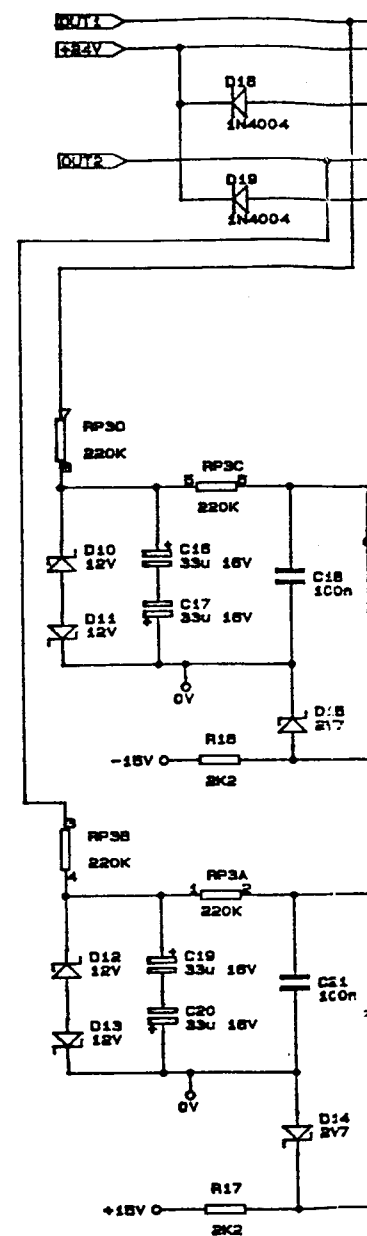 OUT1
+24V
D18
1N4004
OUT2
D19
1N4004
RP3D
220K
8
RP3C
5 6
220K
D10
12V
C16
33u 16V
C18
100n
D11
12V
C17
33u 16V
0V
D15
2V7
R16
-15V
2K2
3
RP3B
220K
4
RP3A
1 2
220K
D12
12V
C19
33u 16V
C21
100n
D13
12V
C20
33u 16V
0V
D14
2V7
R17
+15V
2K2